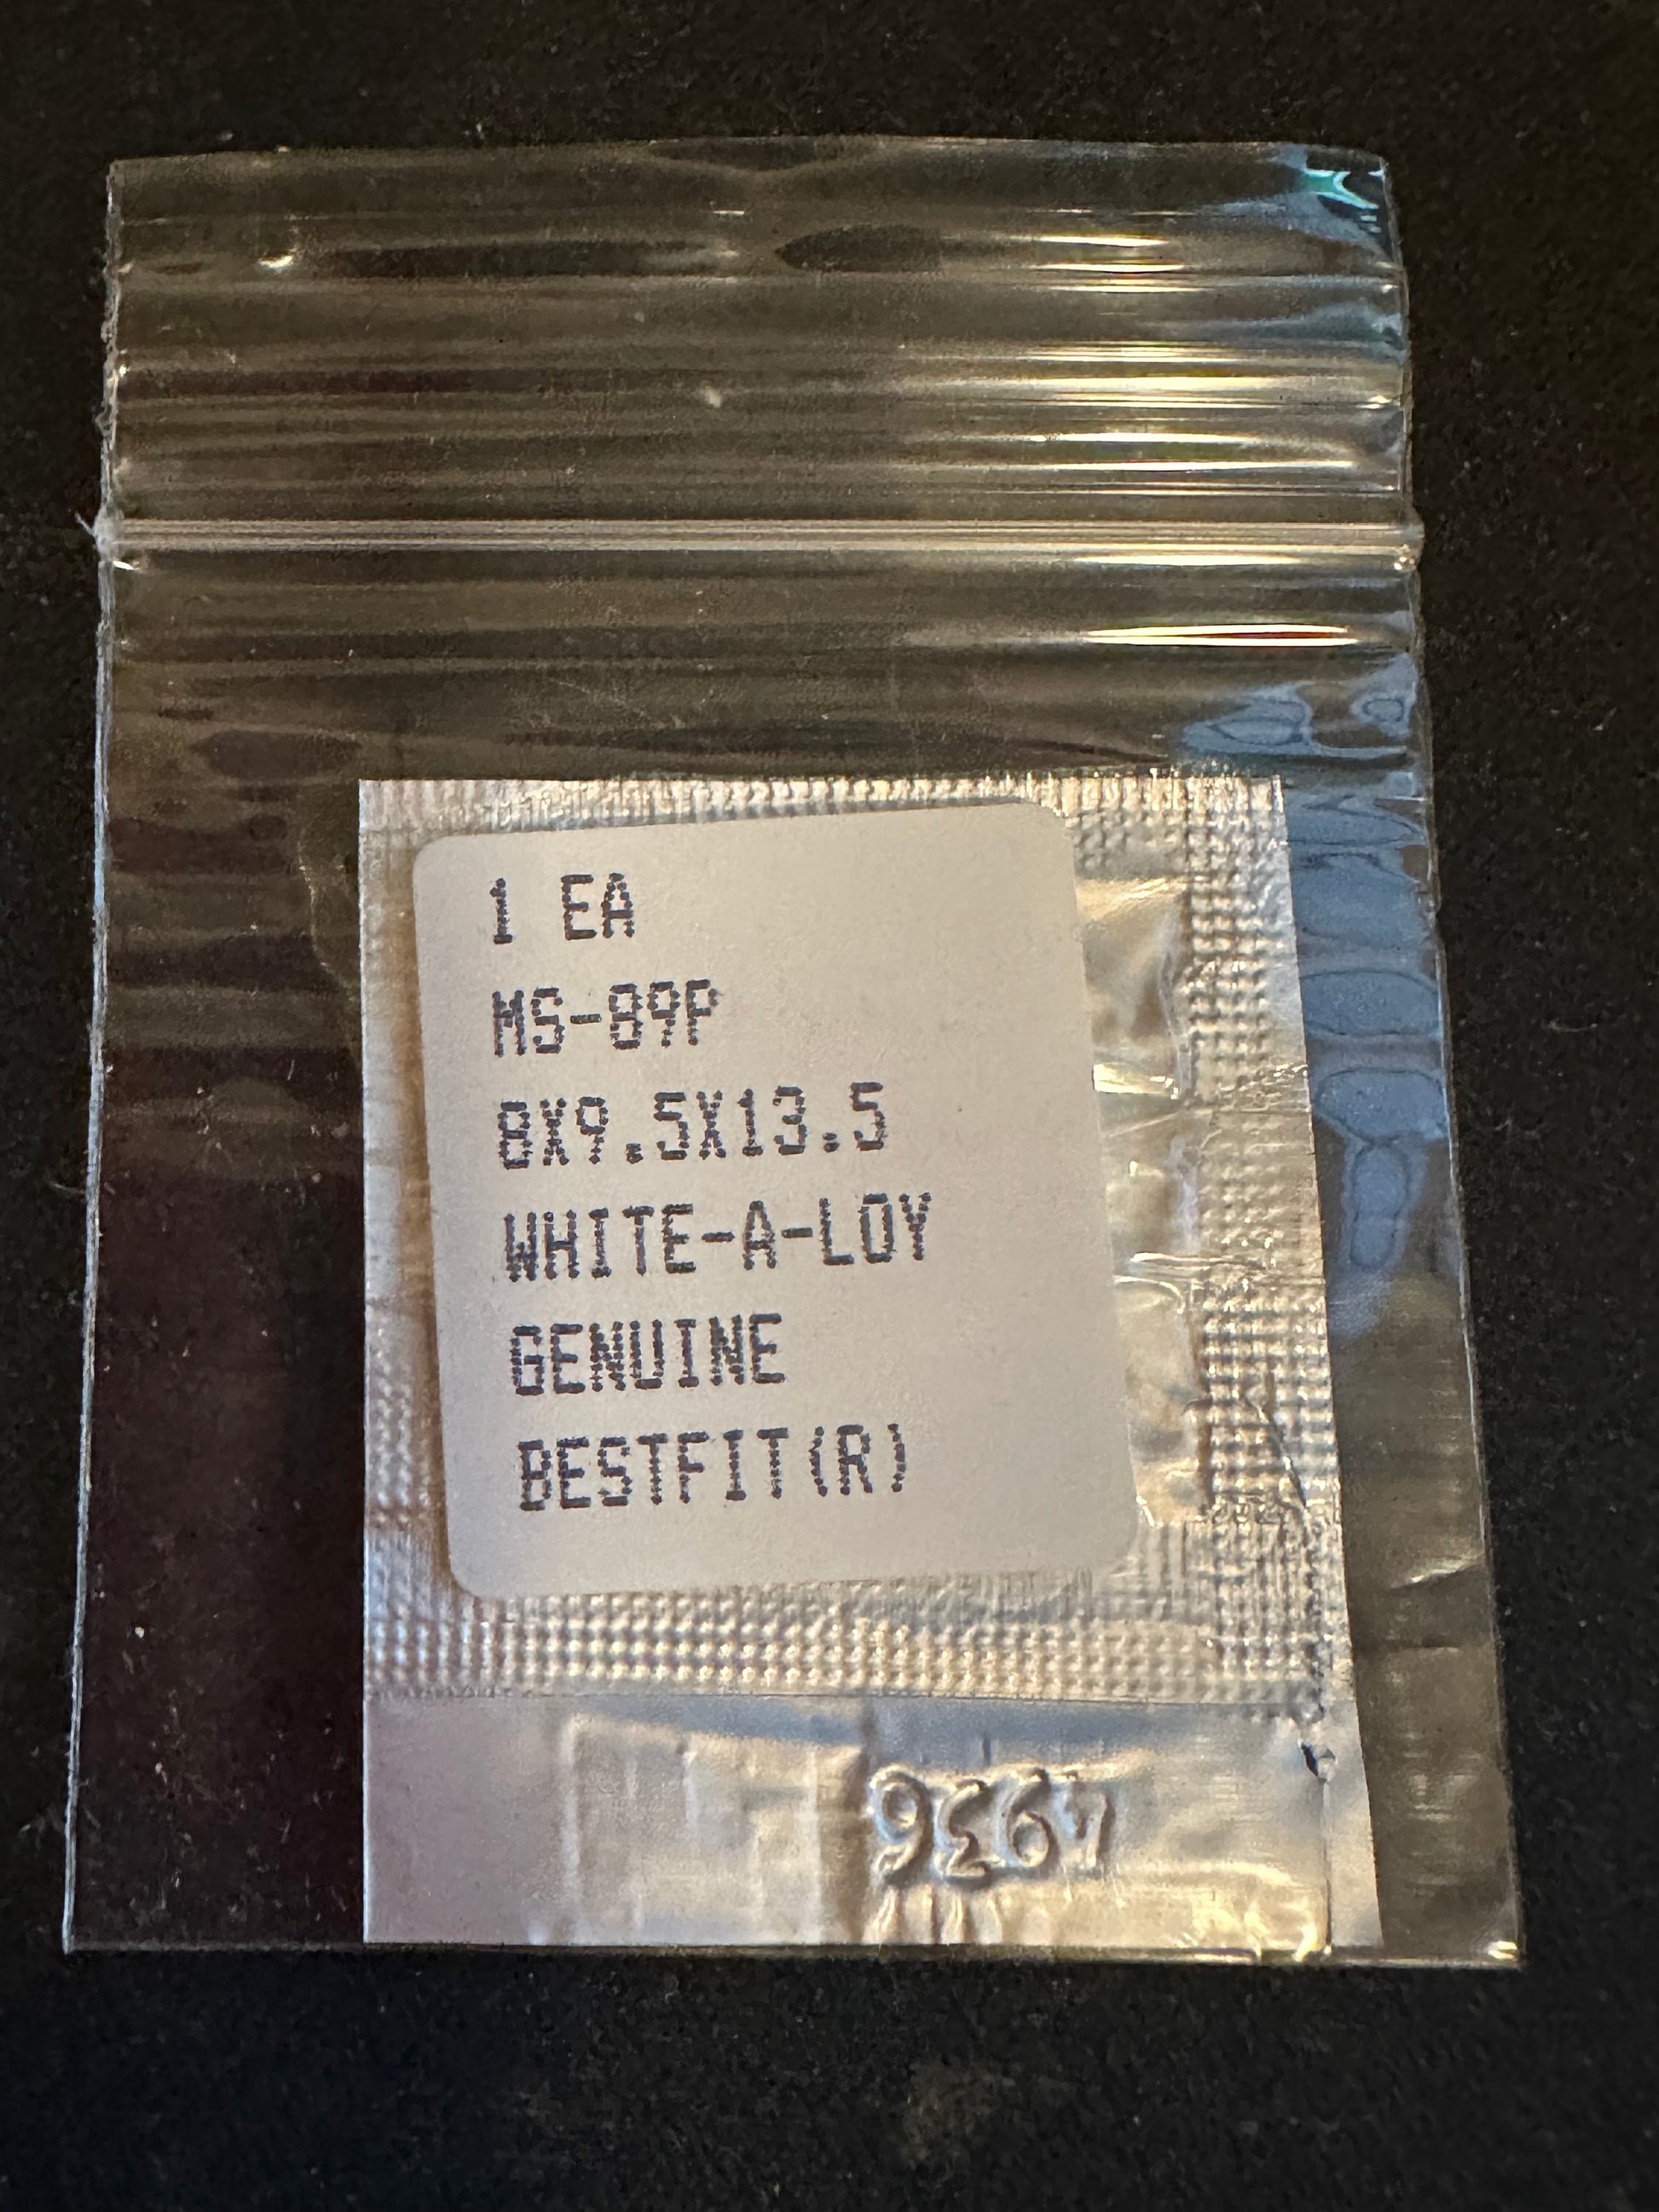 1 EA
MS-89P
8X9.5X13.5
WHITE-A-LOY
GENUINE
BESTFIT(R)
4936